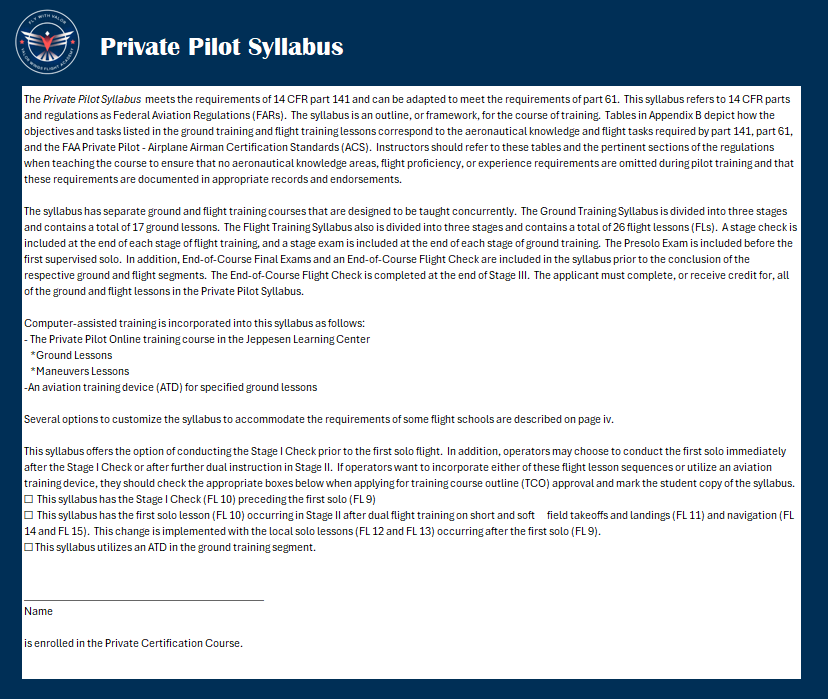 FLY WITH VALOR
VALOR WINGS FLIGHT ACADEMY
Private Pilot Syllabus
The Private Pilot Syllabus meets the requirements of 14 CFR part 141 and can be adapted to meet the requirements of part 61. This syllabus refers to 14 CFR parts
and regulations as Federal Aviation Regulations (FARs). The syllabus is an outline, or framework, for the course of training. Tables in Appendix B depict how the
objectives and tasks listed in the ground training and flight training lessons correspond to the aeronautical knowledge and flight tasks required by part 141, part 61,
and the FAA Private Pilot - Airplane Airman Certification Standards (ACS). Instructors should refer to these tables and the pertinent sections of the regulations
when teaching the course to ensure that no aeronautical knowledge areas, flight proficiency, or experience requirements are omitted during pilot training and that
these requirements are documented in appropriate records and endorsements.
The syllabus has separate ground and flight training courses that are designed to be taught concurrently. The Ground Training Syllabus is divided into three stages
and contains a total of 17 ground lessons. The Flight Training Syllabus also is divided into three stages and contains a total of 26 flight lessons (FLs). A stage check is
included at the end of each stage of flight training, and a stage exam is included at the end of each stage of ground training. The Presolo Exam is included before the
first supervised solo. In addition, End-of-Course Final Exams and an End-of-Course Flight Check are included in the syllabus prior to the conclusion of the
respective ground and flight segments. The End-of-Course Flight Check is completed at the end of Stage III. The applicant must complete, or receive credit for, all
of the ground and flight lessons in the Private Pilot Syllabus.
Computer-assisted training is incorporated into this syllabus as follows:
- The Private Pilot Online training course in the Jeppesen Learning Center
*Ground Lessons
*Maneuvers Lessons
-An aviation training device (ATD) for specified ground lessons
Several options to customize the syllabus to accommodate the requirements of some flight schools are described on page iv.
This syllabus offers the option of conducting the Stage I Check prior to the first solo flight. In addition, operators may choose to conduct the first solo immediately
after the Stage I Check or after further dual instruction in Stage II. If operators want to incorporate either of these flight lesson sequences or utilize an aviation
training device, they should check the appropriate boxes below when applying for training course outline (TCO) approval and mark the student copy of the syllabus.
☐ This syllabus has the Stage I Check (FL 10) preceding the first solo (FL 9)
☐ This syllabus has the first solo lesson (FL 10) occurring in Stage II after dual flight training on short and soft field takeoffs and landings (FL 11) and navigation (FL
14 and FL 15). This change is implemented with the local solo lessons (FL 12 and FL 13) occurring after the first solo (FL 9).
☐ This syllabus utilizes an ATD in the ground training segment.
Name
is enrolled in the Private Certification Course.